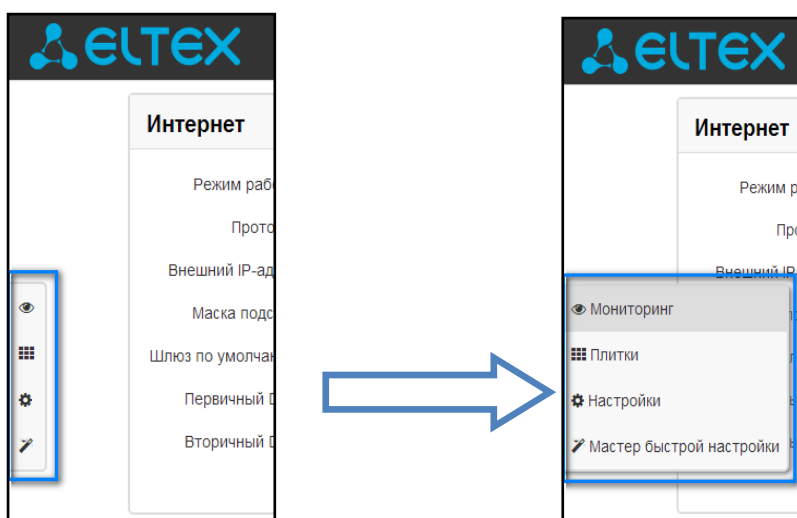 ELTEX
Интернет
Режим раб
Прото
Внешний IP-ад
Маска подс
Шлюз по умолча
Первичный
Вторичный
ELTEX
Интернет
Режим р
Про
Внешний IP
Мониторинг
Плитки
Настройки
Мастер быстрой настройки